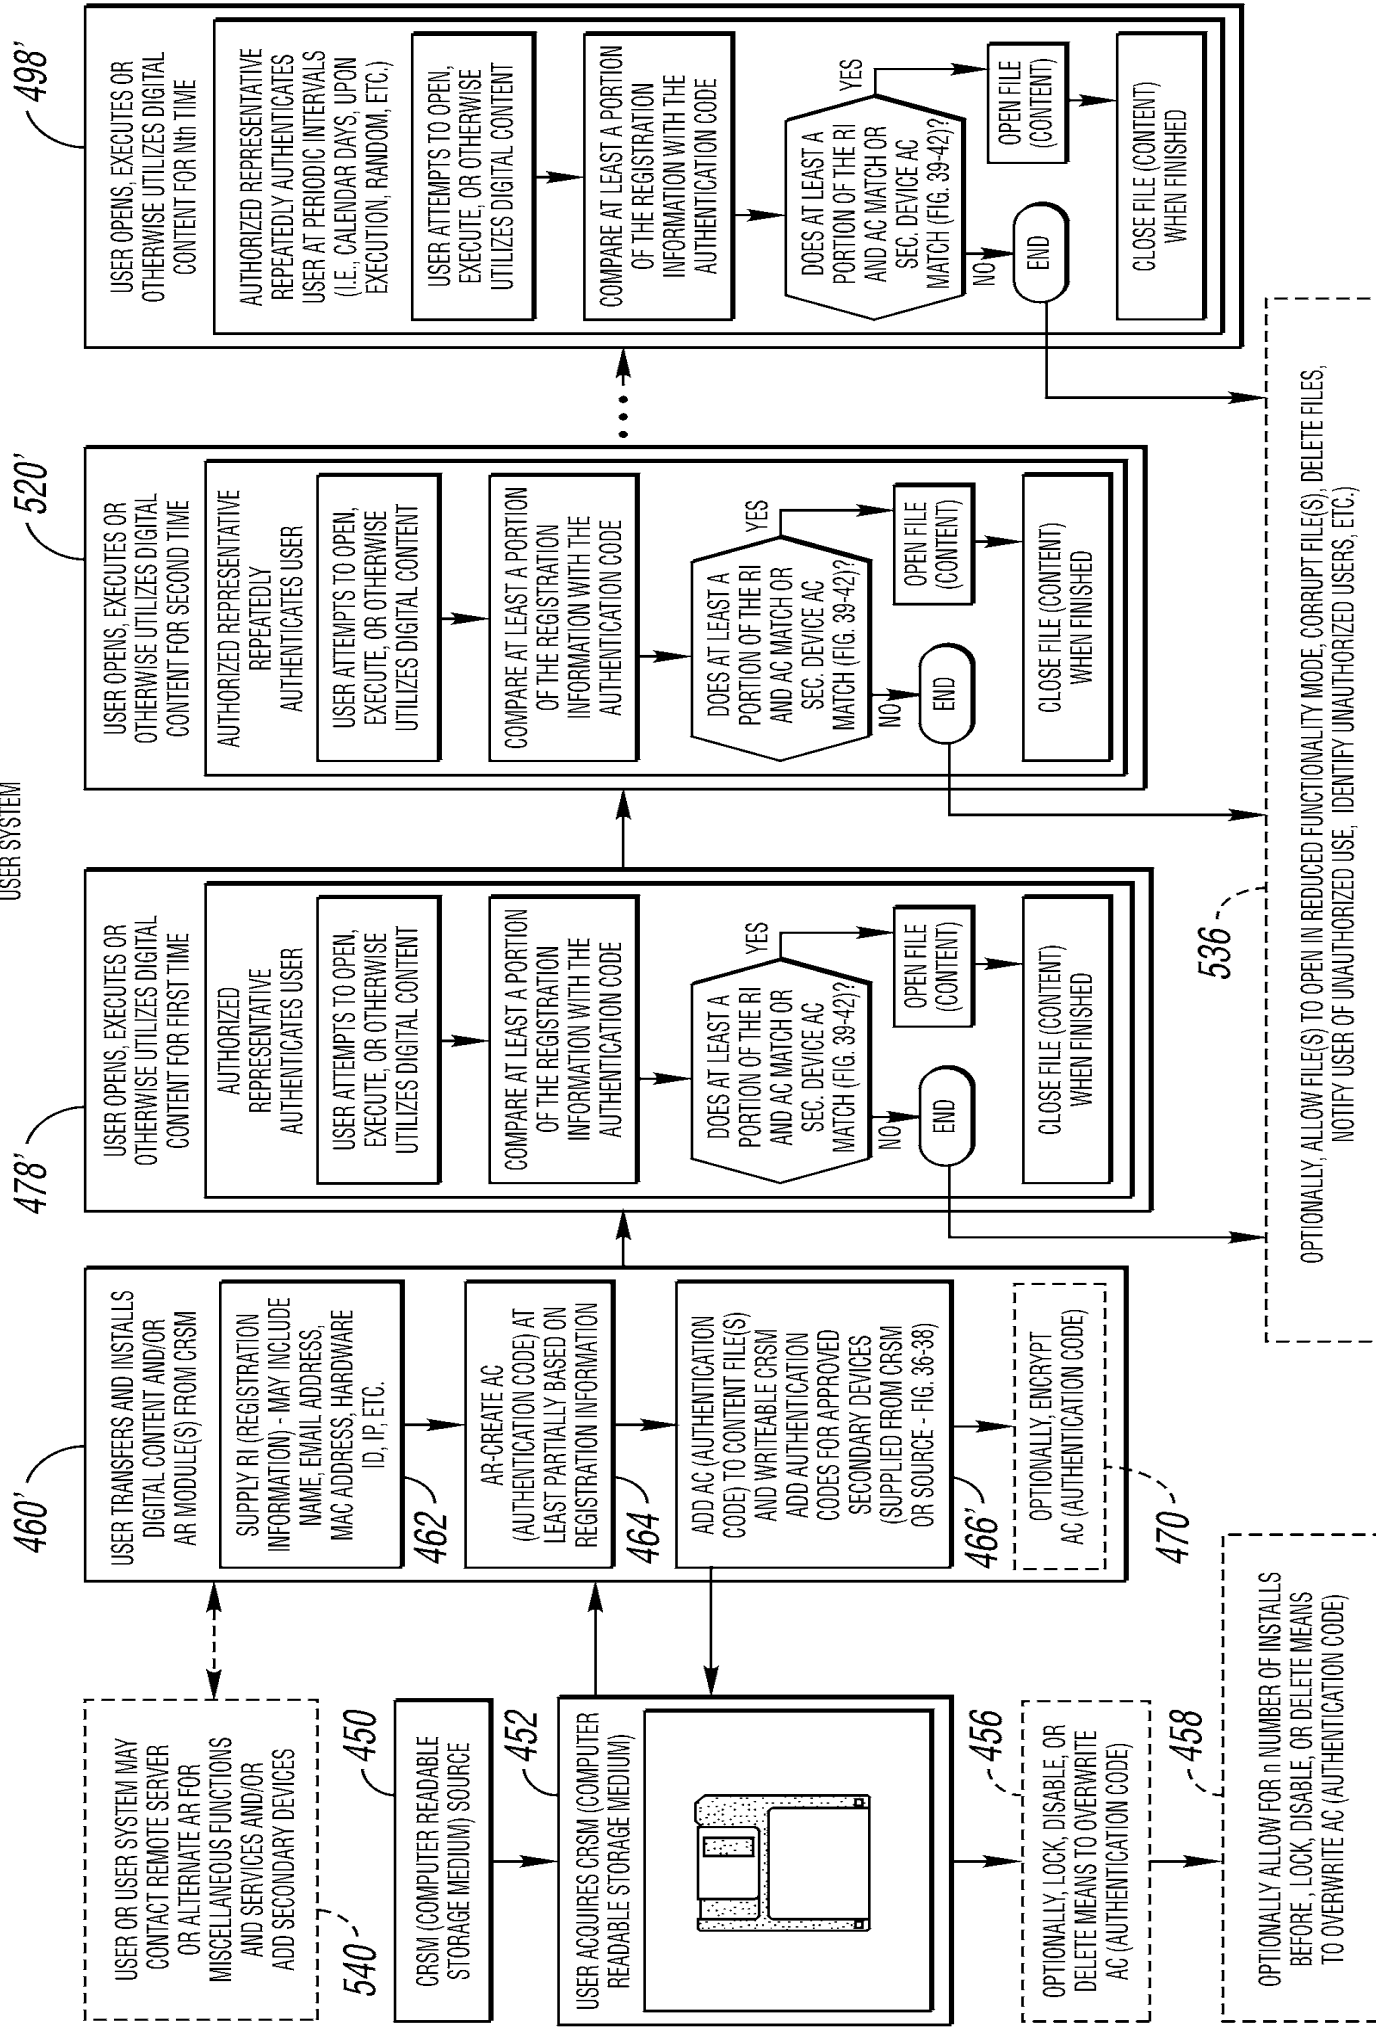 USER SYSTEM
USER OR USER SYSTEM MAY
CONTACT REMOTE SERVER
OR ALTERNATE AR FOR
MISCELLANEOUS FUNCTIONS
AND SERVICES AND/OR
ADD SECONDARY DEVICES
540
CRSM (COMPUTER READABLE
STORAGE MEDIUM) SOURCE
450
USER ACQUIRES CRSM (COMPUTER
READABLE STORAGE MEDIUM)
452
OPTIONALLY, LOCK, DISABLE, OR
DELETE MEANS TO OVERWRITE
AC (AUTHENTICATION CODE)
456
OPTIONALLY ALLOW FOR n NUMBER OF INSTALLS
BEFORE, LOCK, DISABLE, OR DELETE MEANS
TO OVERWRITE AC (AUTHENTICATION CODE)
458
460'
USER TRANSFERS AND INSTALLS
DIGITAL CONTENT AND/OR
AR MODULE(S) FROM CRSM
SUPPLY RI (REGISTRATION
INFORMATION) - MAY INCLUDE
NAME, EMAIL ADDRESS,
MAC ADDRESS, HARDWARE
ID, IP, ETC.
462
AR-CREATE AC
(AUTHENTICATION CODE) AT
LEAST PARTIALLY BASED ON
REGISTRATION INFORMATION
464
ADD AC (AUTHENTICATION
CODE) TO CONTENT FILE(S)
AND WRITEABLE CRSM
ADD AUTHENTICATION
CODES FOR APPROVED
SECONDARY DEVICES
(SUPPLIED FROM CRSM
OR SOURCE - FIG. 36-38)
466'
OPTIONALLY, ENCRYPT
AC (AUTHENTICATION CODE)
470
478'
USER OPENS, EXECUTES OR
OTHERWISE UTILIZES DIGITAL
CONTENT FOR FIRST TIME
AUTHORIZED
REPRESENTATIVE
AUTHENTICATES USER
USER ATTEMPTS TO OPEN,
EXECUTE, OR OTHERWISE
UTILIZES DIGITAL CONTENT
COMPARE AT LEAST A PORTION
OF THE REGISTRATION
INFORMATION WITH THE
AUTHENTICATION CODE
DOES AT LEAST A
PORTION OF THE RI
AND AC MATCH OR
SEC. DEVICE AC
MATCH (FIG. 39-42)?
YES
NO
OPEN FILE
(CONTENT)
END
CLOSE FILE (CONTENT)
WHEN FINISHED
520'
USER OPENS, EXECUTES OR
OTHERWISE UTILIZES DIGITAL
CONTENT FOR SECOND TIME
AUTHORIZED REPRESENTATIVE
REPEATEDLY
AUTHENTICATES USER
USER ATTEMPTS TO OPEN,
EXECUTE, OR OTHERWISE
UTILIZES DIGITAL CONTENT
COMPARE AT LEAST A PORTION
OF THE REGISTRATION
INFORMATION WITH THE
AUTHENTICATION CODE
DOES AT LEAST A
PORTION OF THE RI
AND AC MATCH OR
SEC. DEVICE AC
MATCH (FIG. 39-42)?
YES
NO
OPEN FILE
(CONTENT)
END
CLOSE FILE (CONTENT)
WHEN FINISHED
498'
USER OPENS, EXECUTES OR
OTHERWISE UTILIZES DIGITAL
CONTENT FOR Nth TIME
AUTHORIZED REPRESENTATIVE
REPEATEDLY AUTHENTICATES
USER AT PERIODIC INTERVALS
(I.E., CALENDAR DAYS, UPON
EXECUTION, RANDOM, ETC.)
USER ATTEMPTS TO OPEN,
EXECUTE, OR OTHERWISE
UTILIZES DIGITAL CONTENT
COMPARE AT LEAST A PORTION
OF THE REGISTRATION
INFORMATION WITH THE
AUTHENTICATION CODE
DOES AT LEAST A
PORTION OF THE RI
AND AC MATCH OR
SEC. DEVICE AC
MATCH (FIG. 39-42)?
YES
NO
OPEN FILE
(CONTENT)
END
CLOSE FILE (CONTENT)
WHEN FINISHED
536
OPTIONALLY, ALLOW FILE(S) TO OPEN IN REDUCED FUNCTIONALITY MODE, CORRUPT FILE(S), DELETE FILES,
NOTIFY USER OF UNAUTHORIZED USE, IDENTIFY UNAUTHORIZED USERS, ETC.)